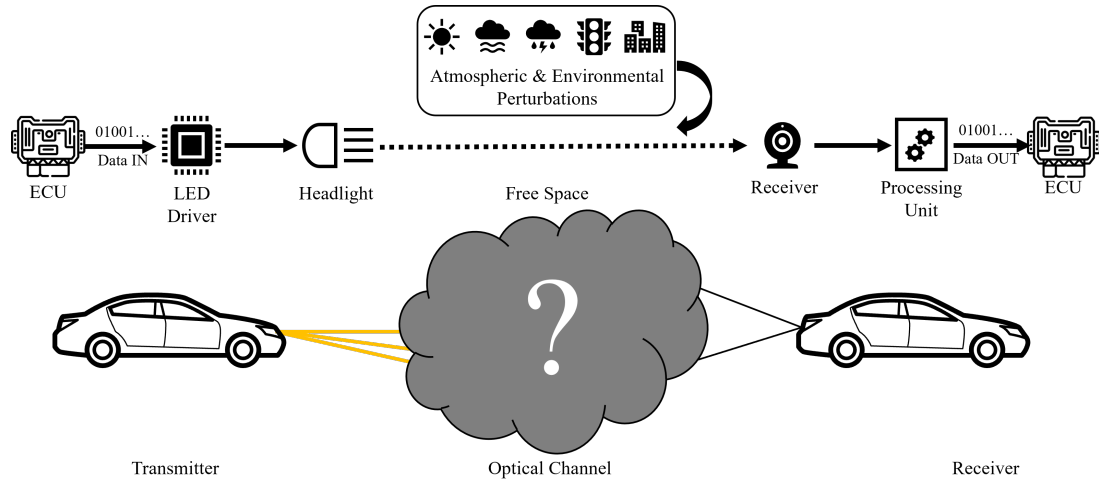 Atmospheric & Environmental
Perturbations
01001…
Data IN
01001…
Data OUT
ECU
LED
Driver
Headlight
Free Space
Receiver
Processing
Unit
ECU
?
Transmitter
Optical Channel
Receiver